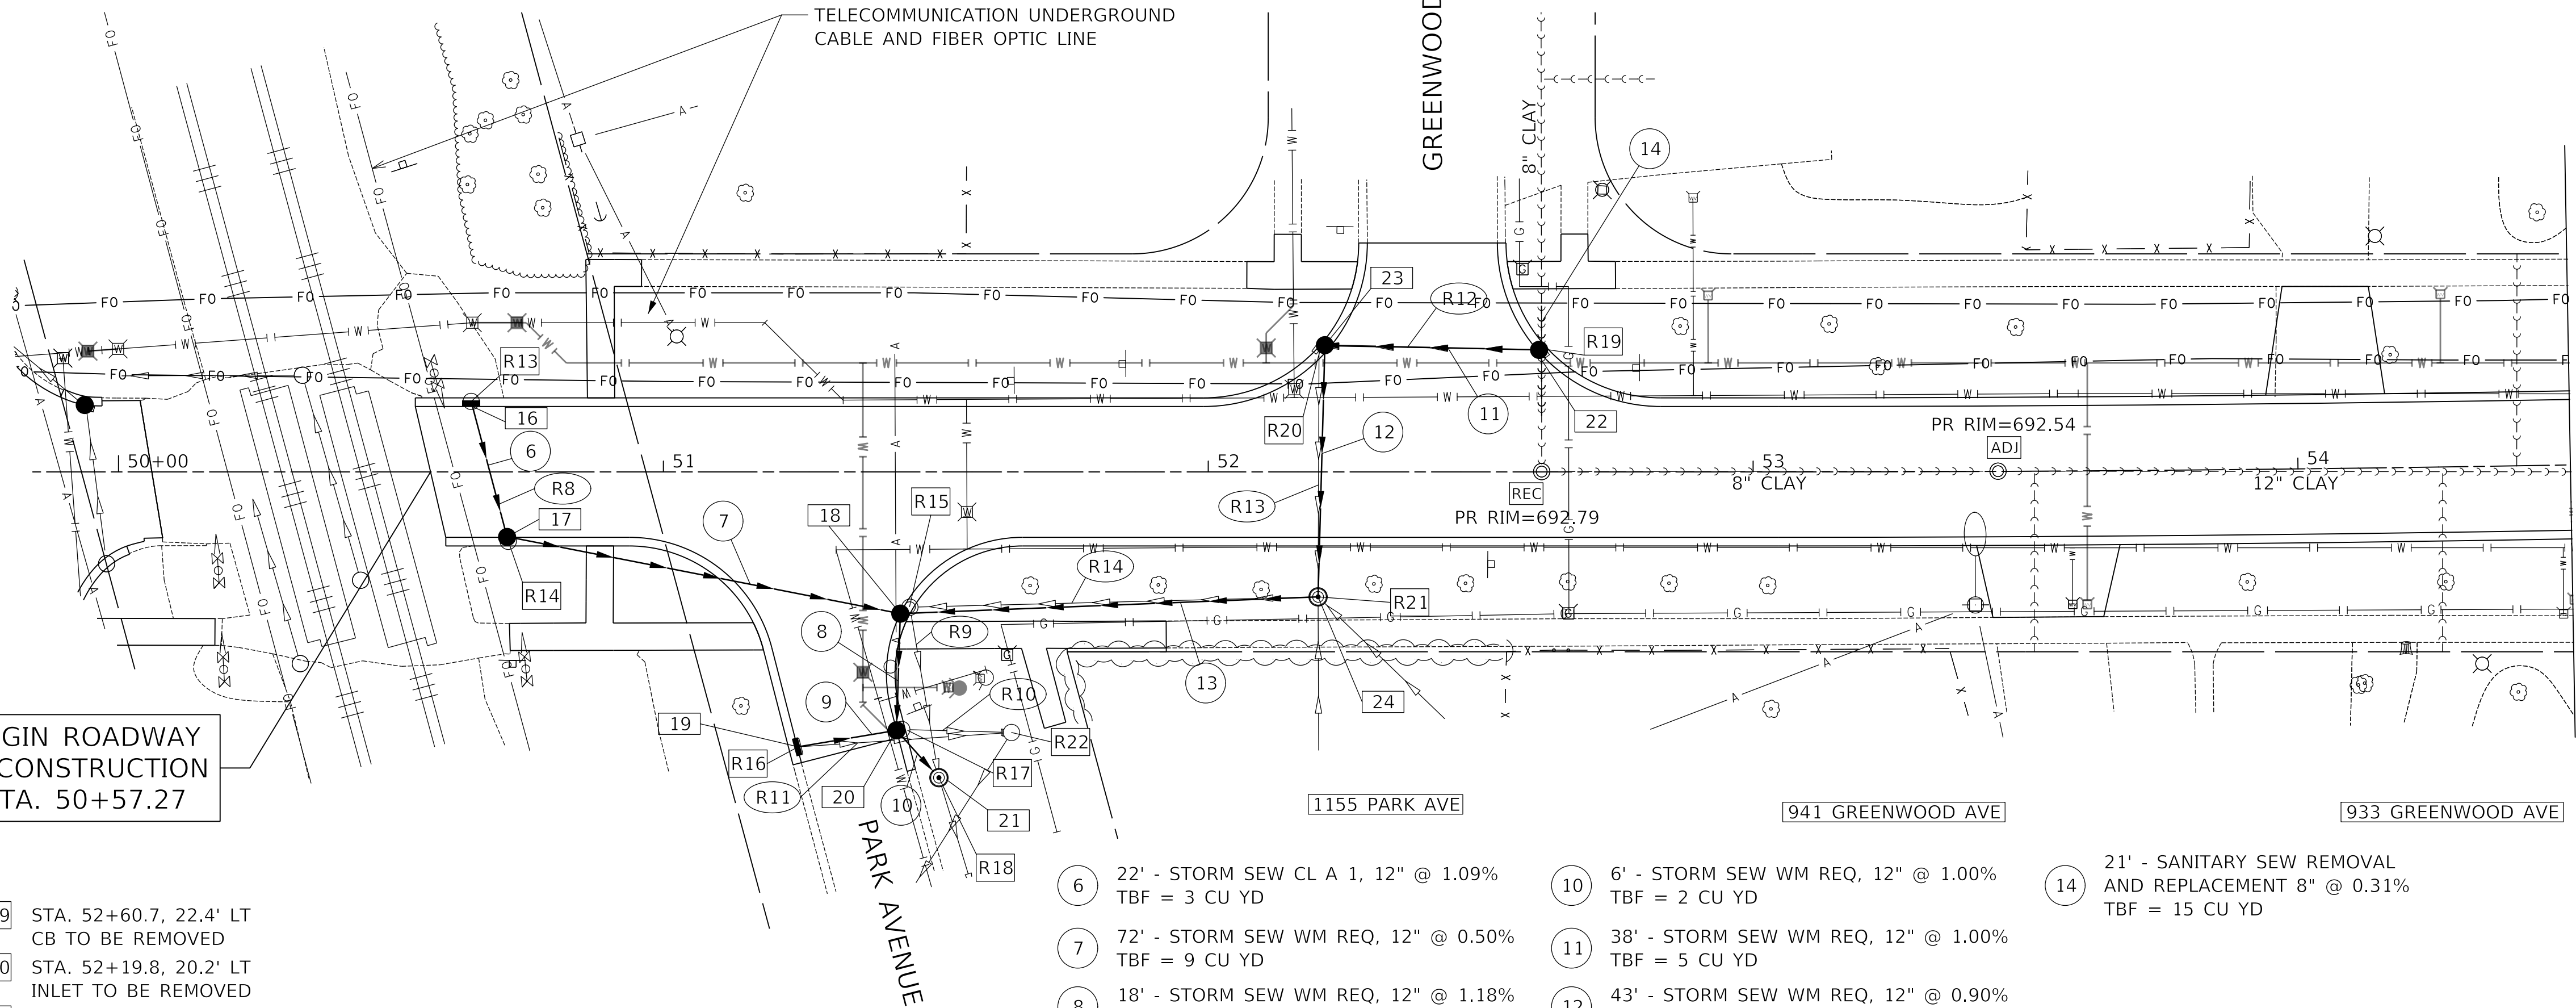 TELECOMMUNICATION UNDERGROUND
CABLE AND FIBER OPTIC LINE
GREENWOOD
8" CLAY
14
23
R12
R19
R13
16
6
R8
17
R14
50+00
51
52
53
54
7
18
R15
R20
12
11
22
R13
REC
PR RIM=692.79
8" CLAY
PR RIM=692.54
ADJ
12" CLAY
R14
R21
8
R9
13
24
9
R10
19
R16
R11
20
10
R17
R22
21
R18
GIN ROADWAY
CONSTRUCTION
TA. 50+57.27
PARK AVENUE
1155 PARK AVE
941 GREENWOOD AVE
933 GREENWOOD AVE
9 STA. 52+60.7, 22.4' LT
CB TO BE REMOVED
0 STA. 52+19.8, 20.2' LT
INLET TO BE REMOVED
6 22' - STORM SEW CL A 1, 12" @ 1.09%
TBF = 3 CU YD
7 72' - STORM SEW WM REQ, 12" @ 0.50%
TBF = 9 CU YD
8 18' - STORM SEW WM REQ, 12" @ 1.18%
10 6' - STORM SEW WM REQ, 12" @ 1.00%
TBF = 2 CU YD
11 38' - STORM SEW WM REQ, 12" @ 1.00%
TBF = 5 CU YD
12 43' - STORM SEW WM REQ, 12" @ 0.90%
14 21' - SANITARY SEW REMOVAL
AND REPLACEMENT 8" @ 0.31%
TBF = 15 CU YD